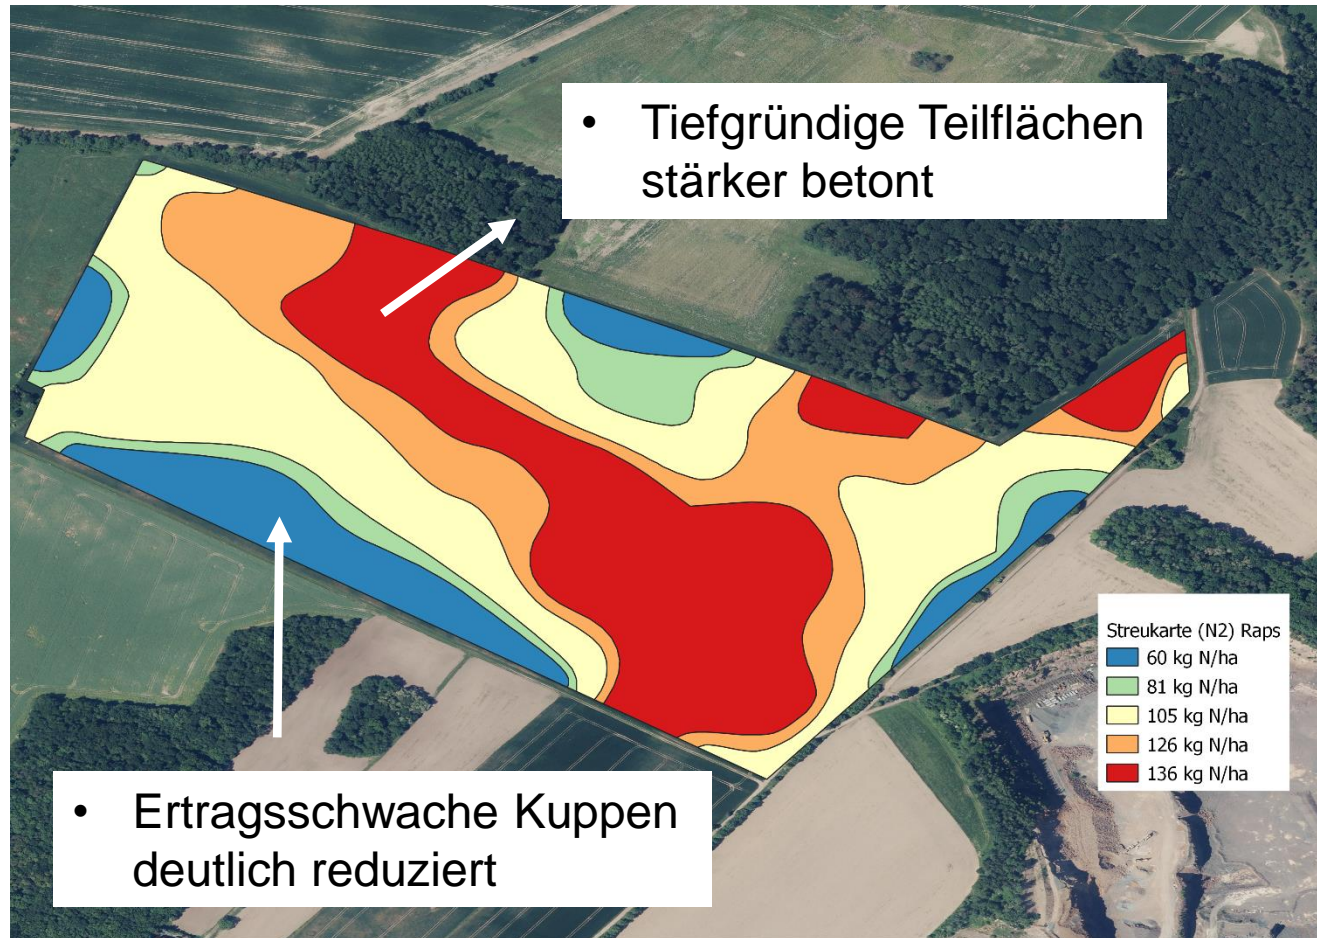 • Tiefgründige Teilflächen
stärker betont
Streukarte (N2) Raps
60 kg N/ha
81 kg N/ha
105 kg N/ha
126 kg N/ha
136 kg N/ha
• Ertragsschwache Kuppen
deutlich reduziert